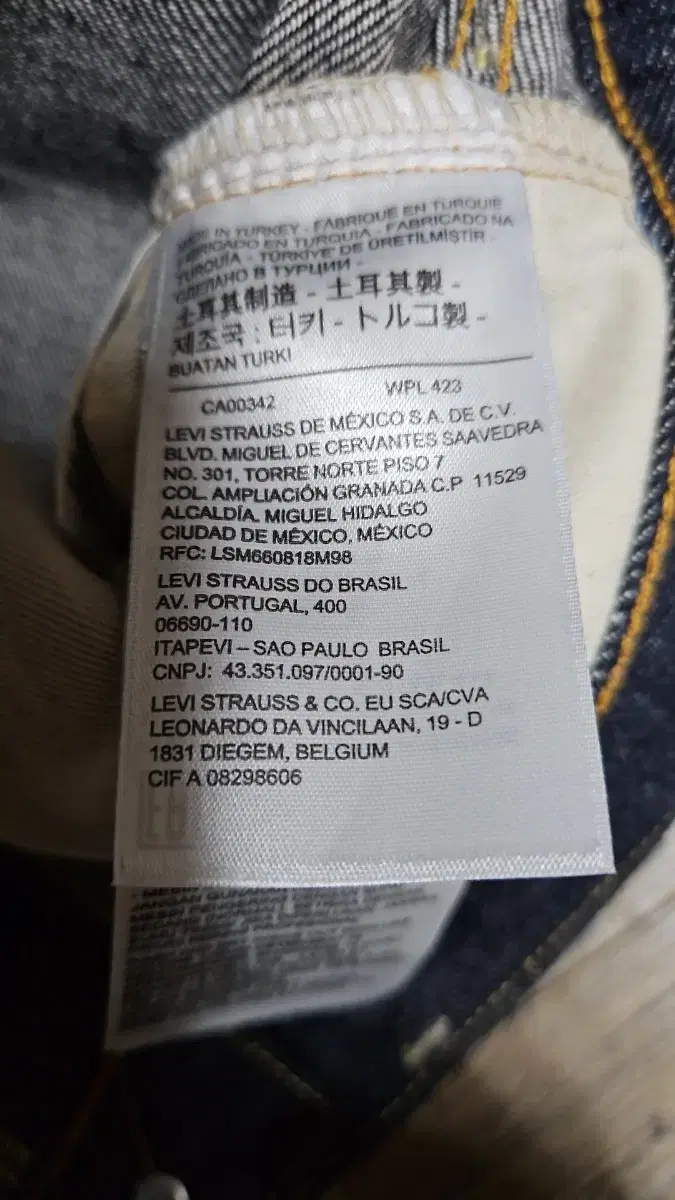 MADE IN TURKEY - FABRIQUE EN TURQUIE
FABRICADO EN TURQUIA - FABRICADO NA
TURQUIA - TÜRKİYE' DE ÜRETİLMİŞTİR -
СДЕЛАНО В ТУРЦИИ -
土耳其制造 - 土耳其製 -
제조국 : 터키 - トルコ製 -
BUATAN TURKI
CA00342 WPL 423
LEVI STRAUSS DE MÉXICO S.A. DE C.V.
BLVD. MIGUEL DE CERVANTES SAAVEDRA
NO. 301, TORRE NORTE PISO 7
COL. AMPLIACIÓN GRANADA C.P 11529
ALCALDÍA. MIGUEL HIDALGO
CIUDAD DE MÉXICO, MÉXICO
RFC: LSM660818M98
LEVI STRAUSS DO BRASIL
AV. PORTUGAL, 400
06690-110
ITAPEVI – SAO PAULO BRASIL
CNPJ: 43.351.097/0001-90
LEVI STRAUSS & CO. EU SCA/CVA
LEONARDO DA VINCILAAN, 19 - D
1831 DIEGEM, BELGIUM
CIF A 08298606